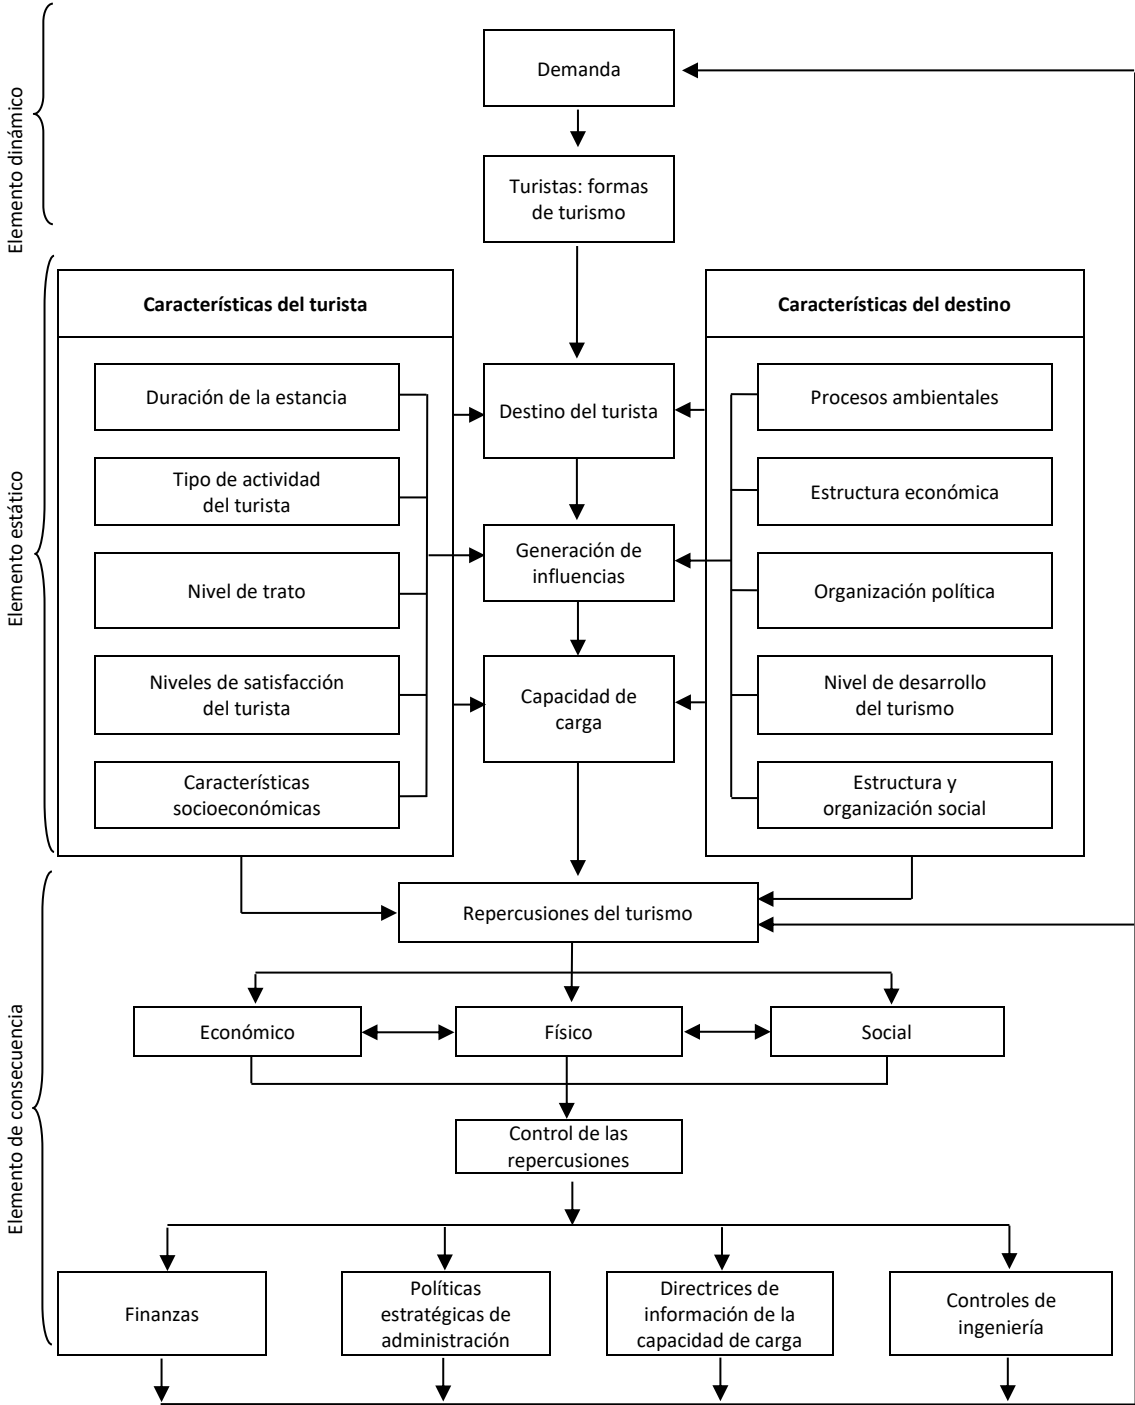 Elemento dinámico
Demanda
Turistas: formas
de turismo
Elemento estático
Características del turista
Duración de la estancia
Tipo de actividad
del turista
Nivel de trato
Niveles de satisfacción
del turista
Características
socioeconómicas
Destino del turista
Generación de
influencias
Capacidad de
carga
Características del destino
Procesos ambientales
Estructura económica
Organización política
Nivel de desarrollo
del turismo
Estructura y
organización social
Elemento de consecuencia
Repercusiones del turismo
Económico
Físico
Social
Control de las
repercusiones
Finanzas
Políticas
estratégicas de
administración
Directrices de
información de la
capacidad de carga
Controles de
ingeniería